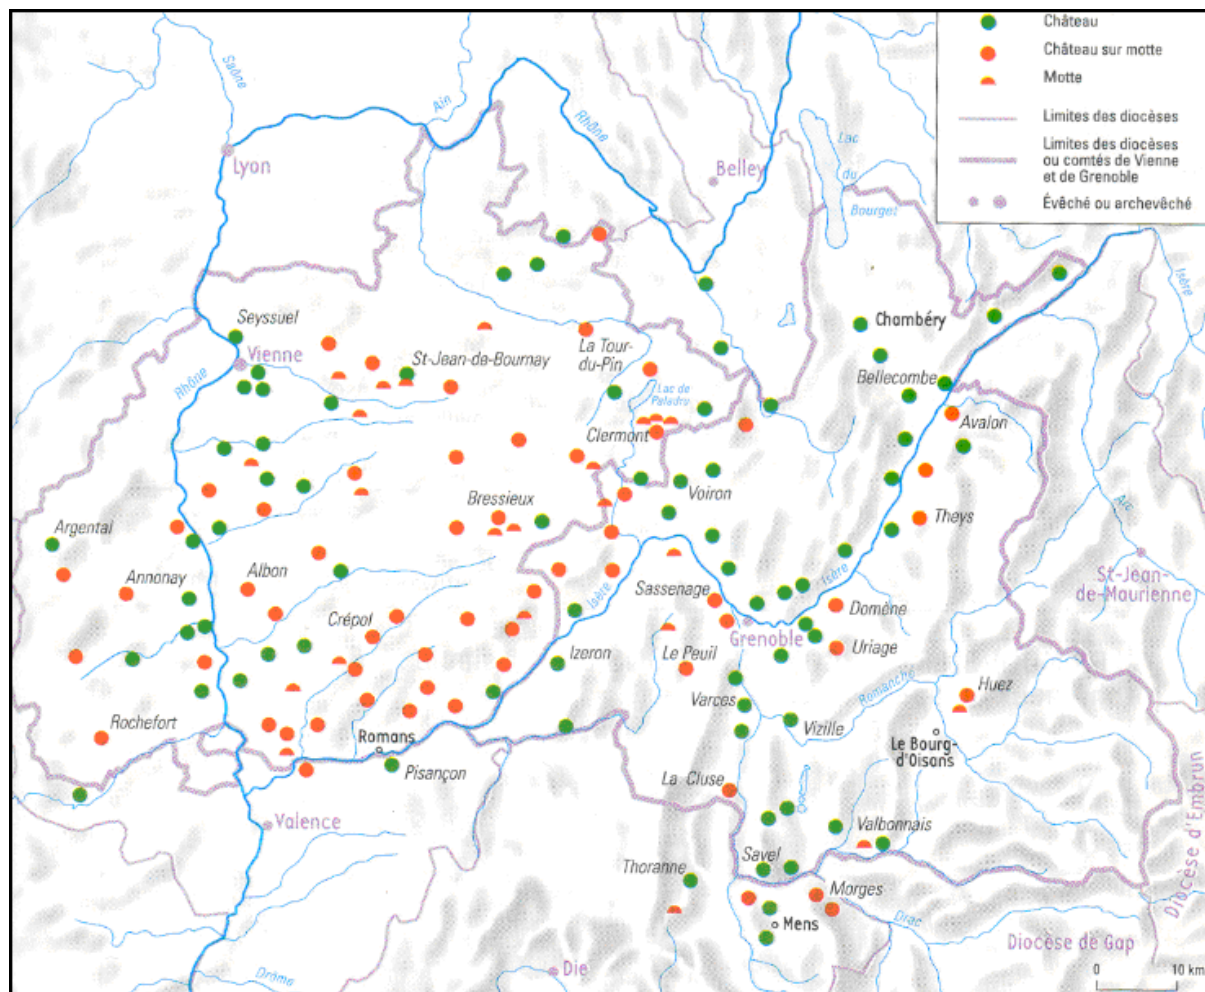 Château
Château sur motte
Motte
Limites des diocèses
Limites des diocèses
ou comtés de Vienne
et de Grenoble
Évêché ou archevêché
Saône
Ain
Rhône
Lyon
Belley
Lac
du
Bourget
Isère
Seyssuel
Vienne
Rhône
St-Jean-de-Bournay
La Tour-
du-Pin
Chambéry
Bellecombe
Lac de
Paladru
Clermont
Avalon
Voiron
Bressieux
Theys
Arc
Argental
Annonay
Albon
Isère
Isère
St-Jean-
de-Maurienne
Sassenage
Domène
Crépol
Grenoble
Uriage
Izeron
Le Peuil
Romanche
Huez
Varces
Vizille
Rochefort
Romans
Le Bourg-
d'Oisans
Pisançon
La Cluse
Valence
Valbonnais
Diocèse d'Embrun
Thoranne
Savel
Morges
Mens
Drac
Diocèse de Gap
Drôme
Die
0 10 km